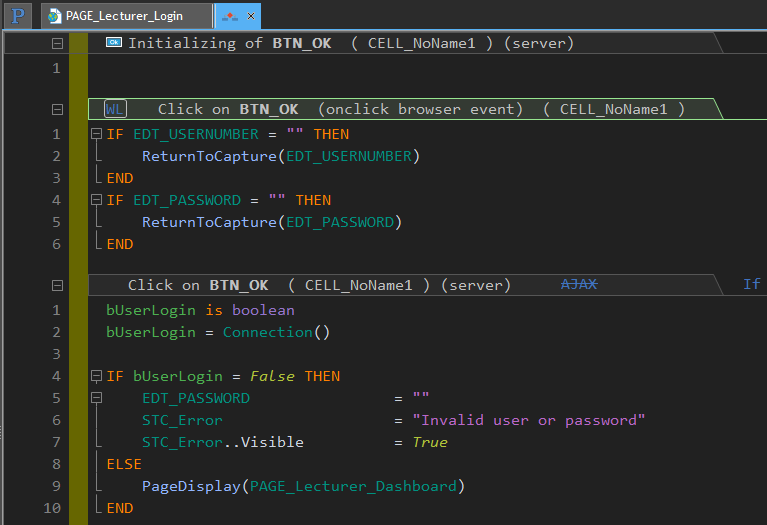 P PAGE_Lecturer_Login ×
Ok Initializing of BTN_OK ( CELL_NoName1 ) (server)
1
WL Click on BTN_OK (onclick browser event) ( CELL_NoName1 )
1 IF EDT_USERNUMBER = "" THEN
2 ReturnToCapture(EDT_USERNUMBER)
3 END
4 IF EDT_PASSWORD = "" THEN
5 ReturnToCapture(EDT_PASSWORD)
6 END
Click on BTN_OK ( CELL_NoName1 ) (server) AJAX If
1 bUserLogin is boolean
2 bUserLogin = Connection()
3
4 IF bUserLogin = False THEN
5 EDT_PASSWORD = ""
6 STC_Error = "Invalid user or password"
7 STC_Error..Visible = True
8 ELSE
9 PageDisplay(PAGE_Lecturer_Dashboard)
10 END